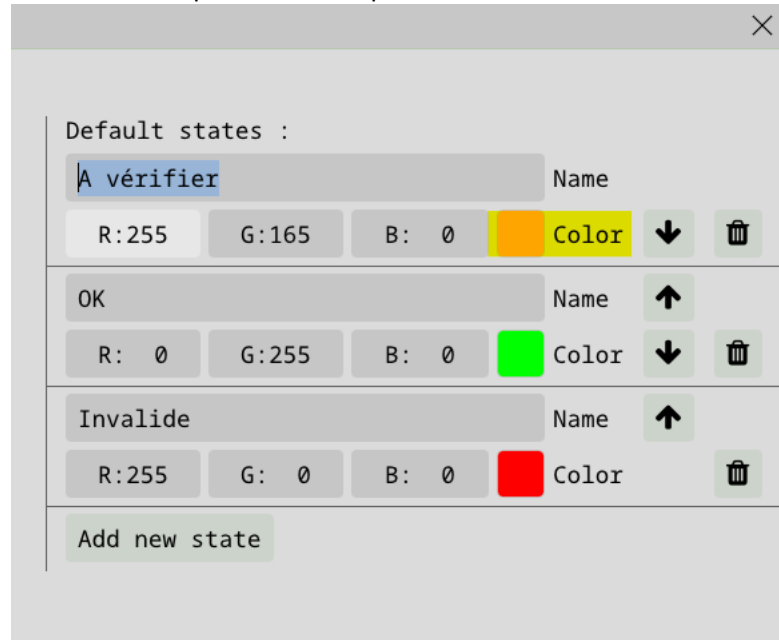 Default states :
A vérifier Name
R:255 G:165 B: 0 Color
OK Name
R: 0 G:255 B: 0 Color
Invalide Name
R:255 G: 0 B: 0 Color
Add new state